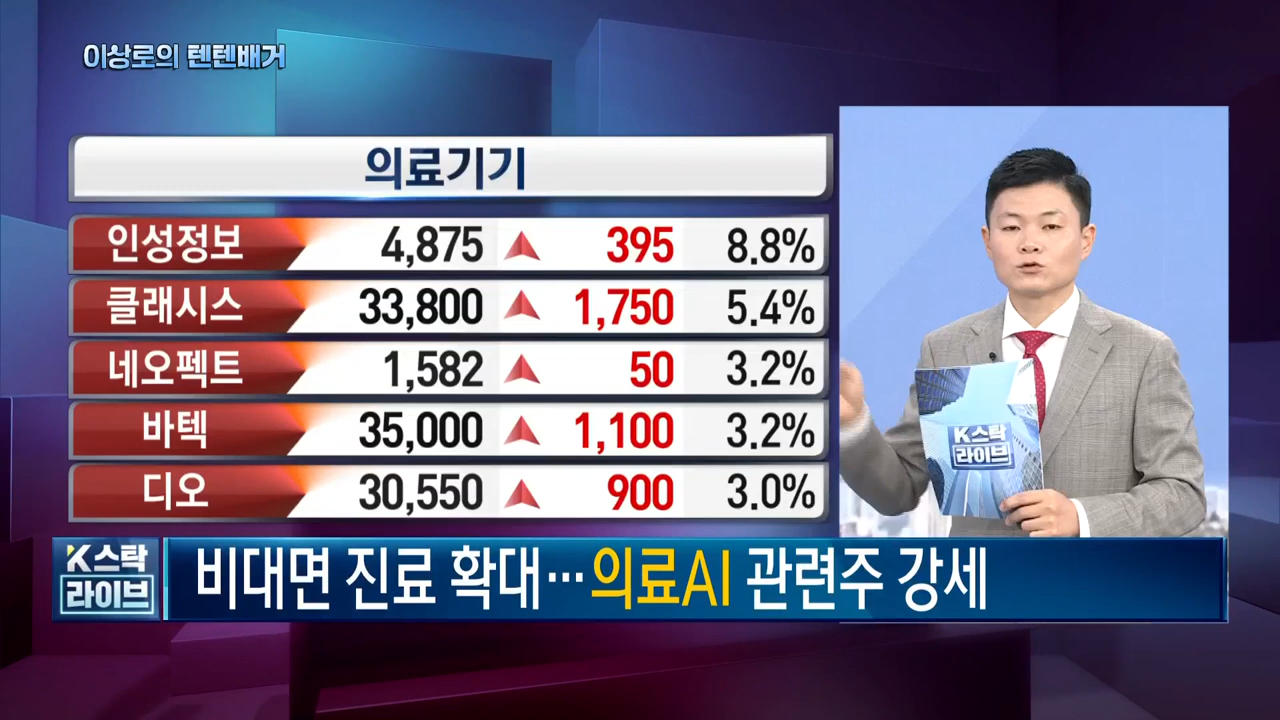 이상로의 텐텐배거
의료기기
인성정보 4,875 ▲ 395 8.8%
클래시스 33,800 ▲ 1,750 5.4%
네오펙트 1,582 ▲ 50 3.2%
바텍 35,000 ▲ 1,100 3.2%
디오 30,550 ▲ 900 3.0%
K스탁
라이브
K스탁
라이브
비대면 진료 확대…의료AI 관련주 강세